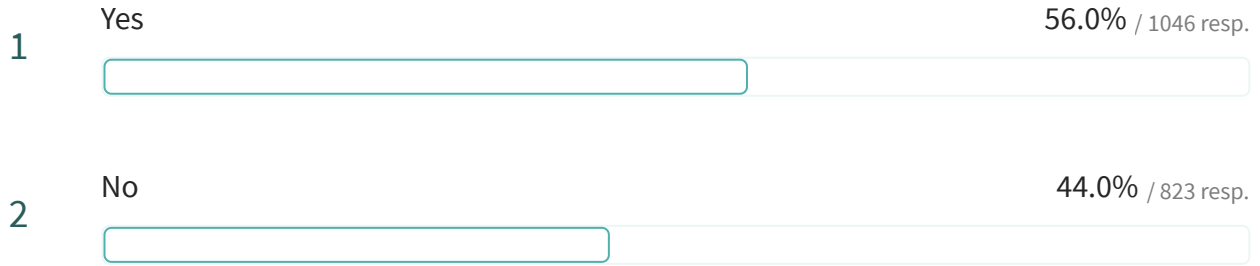 1 Yes 56.0% / 1046 resp.
2 No 44.0% / 823 resp.